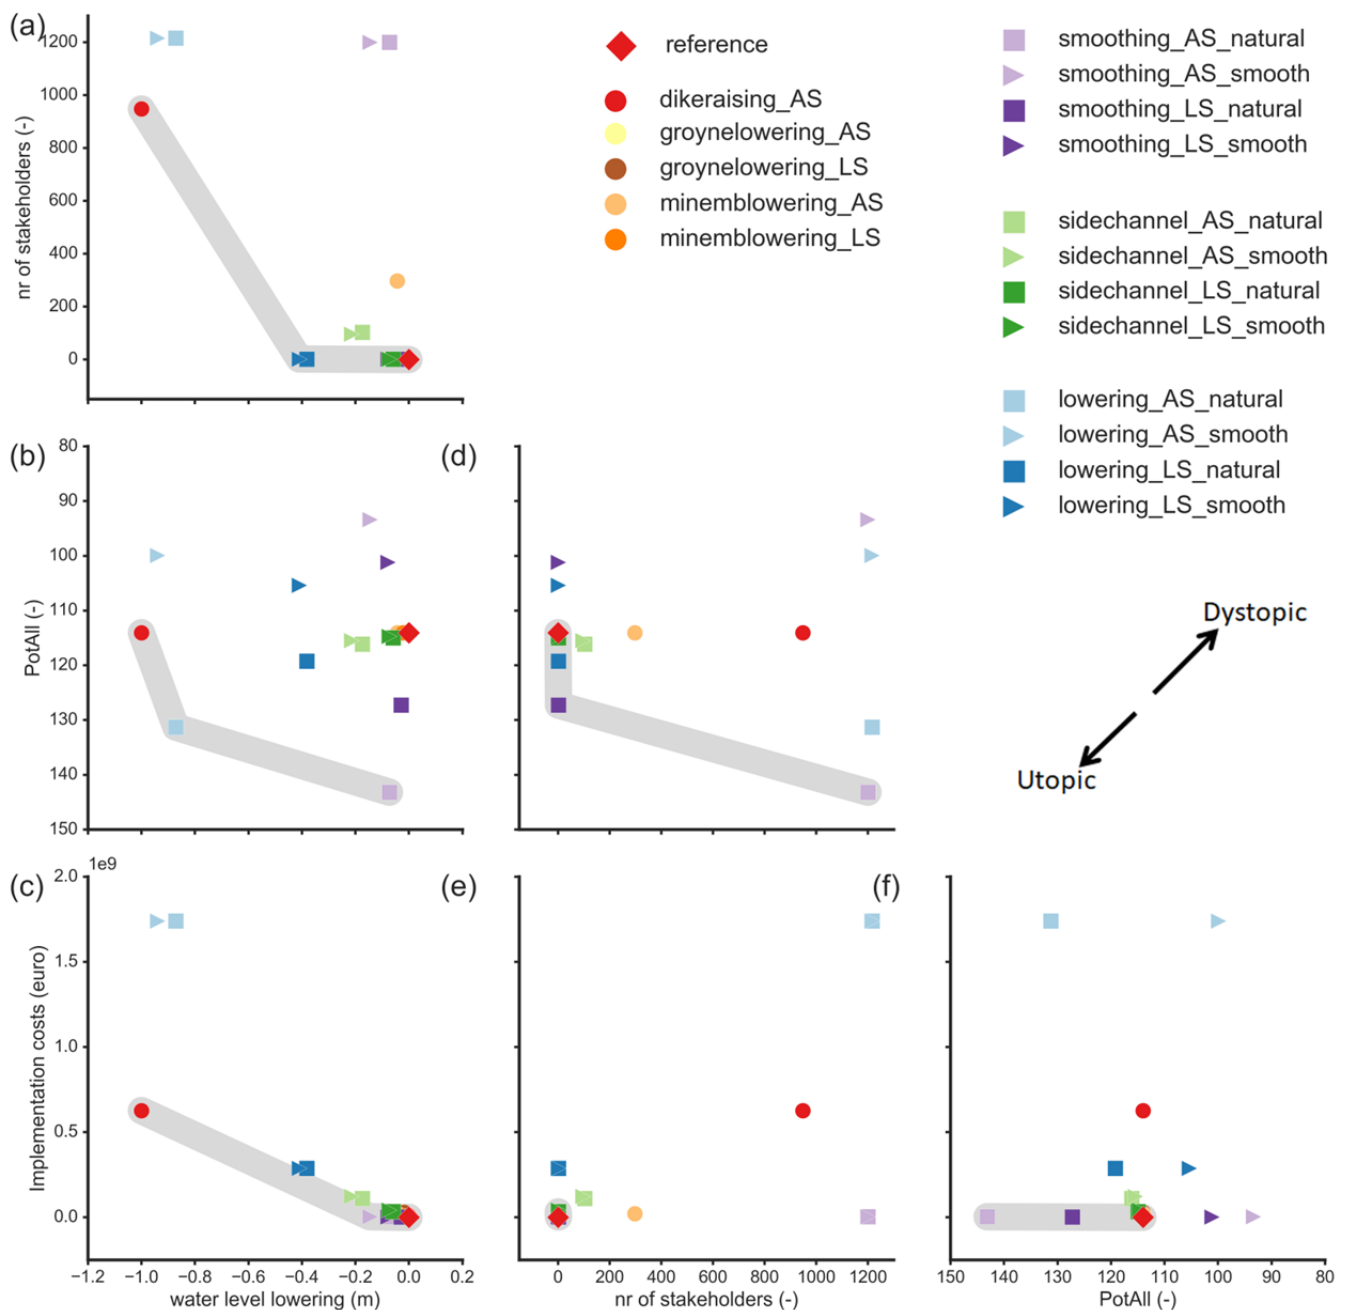 (a)
1200
1000
800
600
400
200
0
nr of stakeholders (-)
reference
dikeraising_AS
groynelowering_AS
groynelowering_LS
minemblowering_AS
minemblowering_LS
smoothing_AS_natural
smoothing_AS_smooth
smoothing_LS_natural
smoothing_LS_smooth
sidechannel_AS_natural
sidechannel_AS_smooth
sidechannel_LS_natural
sidechannel_LS_smooth
lowering_AS_natural
lowering_AS_smooth
lowering_LS_natural
lowering_LS_smooth
(b)
80
90
100
110
120
130
140
150
PotAll (-)
(d)
Dystopic
Utopic
(c)
1e9
2.0
1.5
1.0
0.5
0.0
Implementation costs (euro)
−1.2 −1.0 −0.8 −0.6 −0.4 −0.2 0.0 0.2
water level lowering (m)
(e)
0 200 400 600 800 1000 1200
nr of stakeholders (-)
(f)
150 140 130 120 110 100 90 80
PotAll (-)